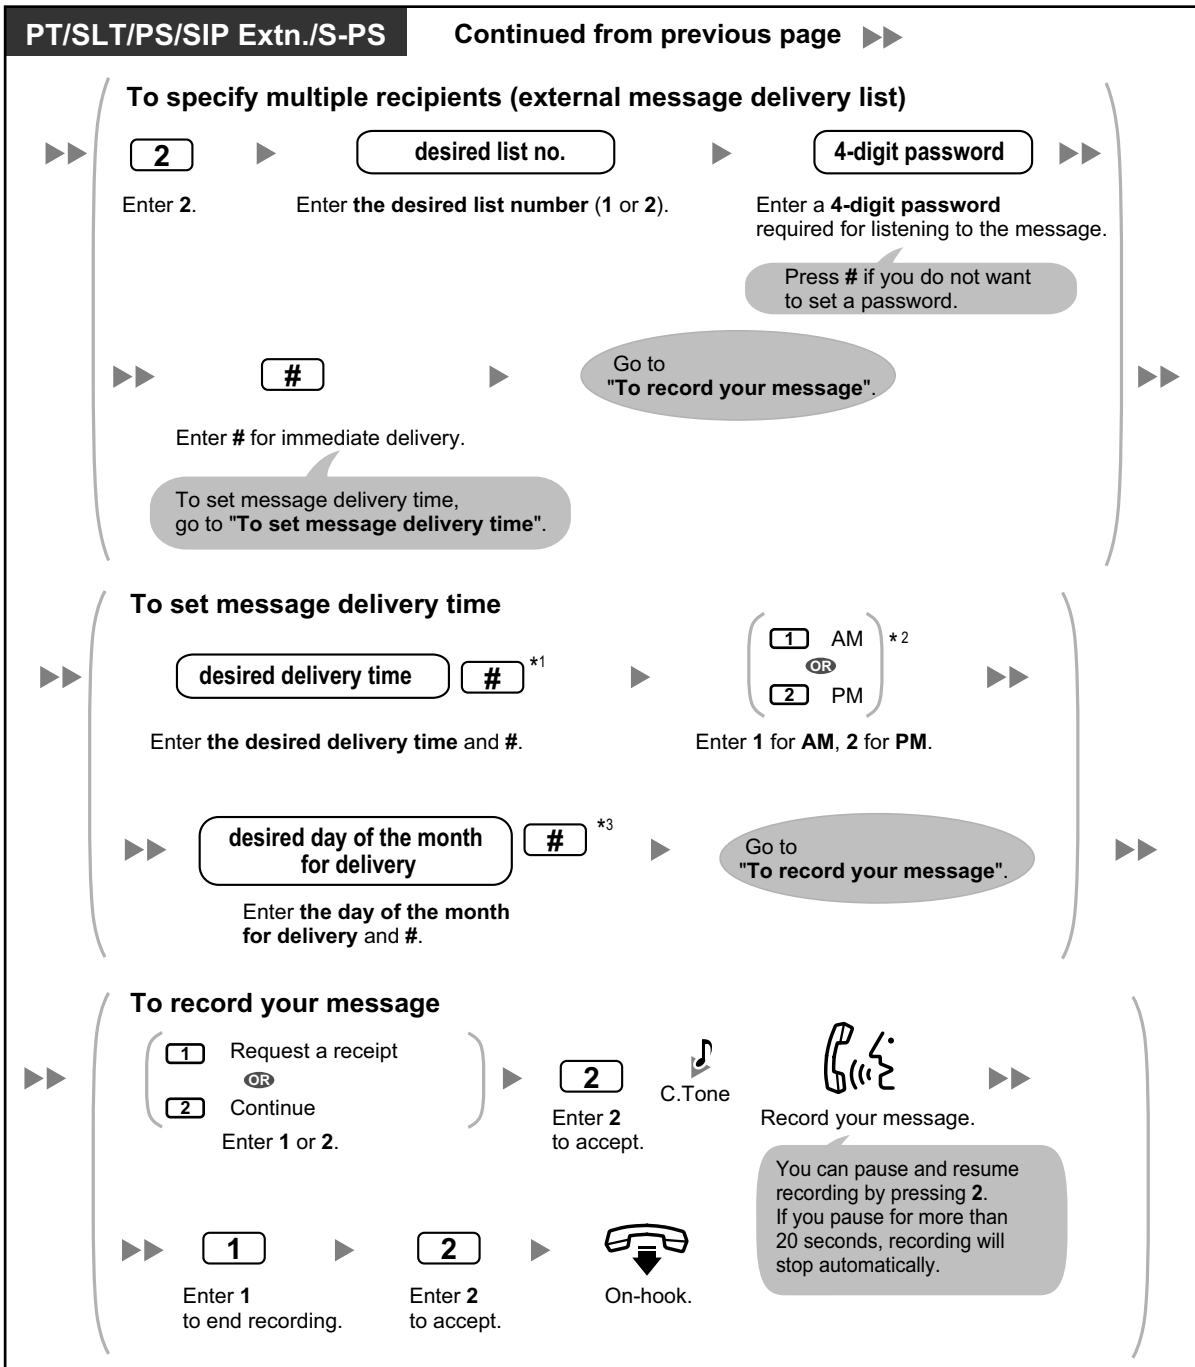 PT/SLT/PS/SIP Extn./S-PS
Continued from previous page
To specify multiple recipients (external message delivery list)
2
desired list no.
4-digit password
Enter 2.
Enter the desired list number (1 or 2).
Enter a 4-digit password
required for listening to the message.
Press # if you do not want
to set a password.
#
Go to
"To record your message".
Enter # for immediate delivery.
To set message delivery time,
go to "To set message delivery time".
To set message delivery time
desired delivery time
# *1
1 AM
OR
2 PM
*2
Enter the desired delivery time and #.
Enter 1 for AM, 2 for PM.
desired day of the month
for delivery
# *3
Go to
"To record your message".
Enter the day of the month
for delivery and #.
To record your message
1 Request a receipt
OR
2 Continue
Enter 1 or 2.
2
Enter 2
to accept.
C.Tone
Record your message.
You can pause and resume
recording by pressing 2.
If you pause for more than
20 seconds, recording will
stop automatically.
1
Enter 1
to end recording.
2
Enter 2
to accept.
On-hook.